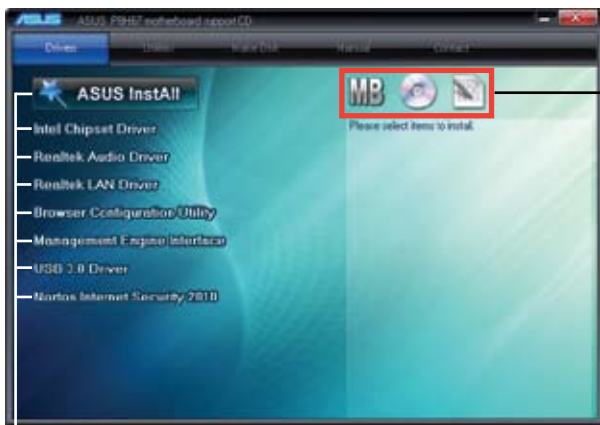 ASUS ASUS P8H67 motherboard support CD
Drivers Utilities Make Disk Manual Contact
ASUS InstAll
MB
Please select items to install.
Intel Chipset Driver
Realtek Audio Driver
Realtek LAN Driver
Browser Configuration Utility
Management Engine Interface
USB 3.0 Driver
Norton Internet Security 2010